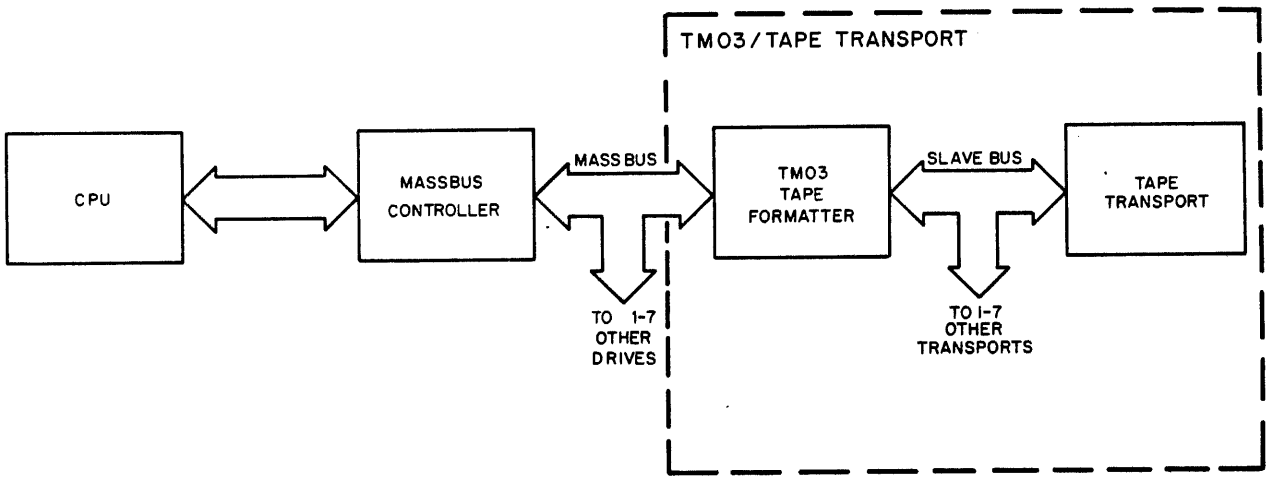 TM03/TAPE TRANSPORT
CPU
MASSBUS
CONTROLLER
MASSBUS
TM03
TAPE
FORMATTER
SLAVE BUS
TAPE
TRANSPORT
TO 1-7
OTHER
DRIVES
TO 1-7
OTHER
TRANSPORTS